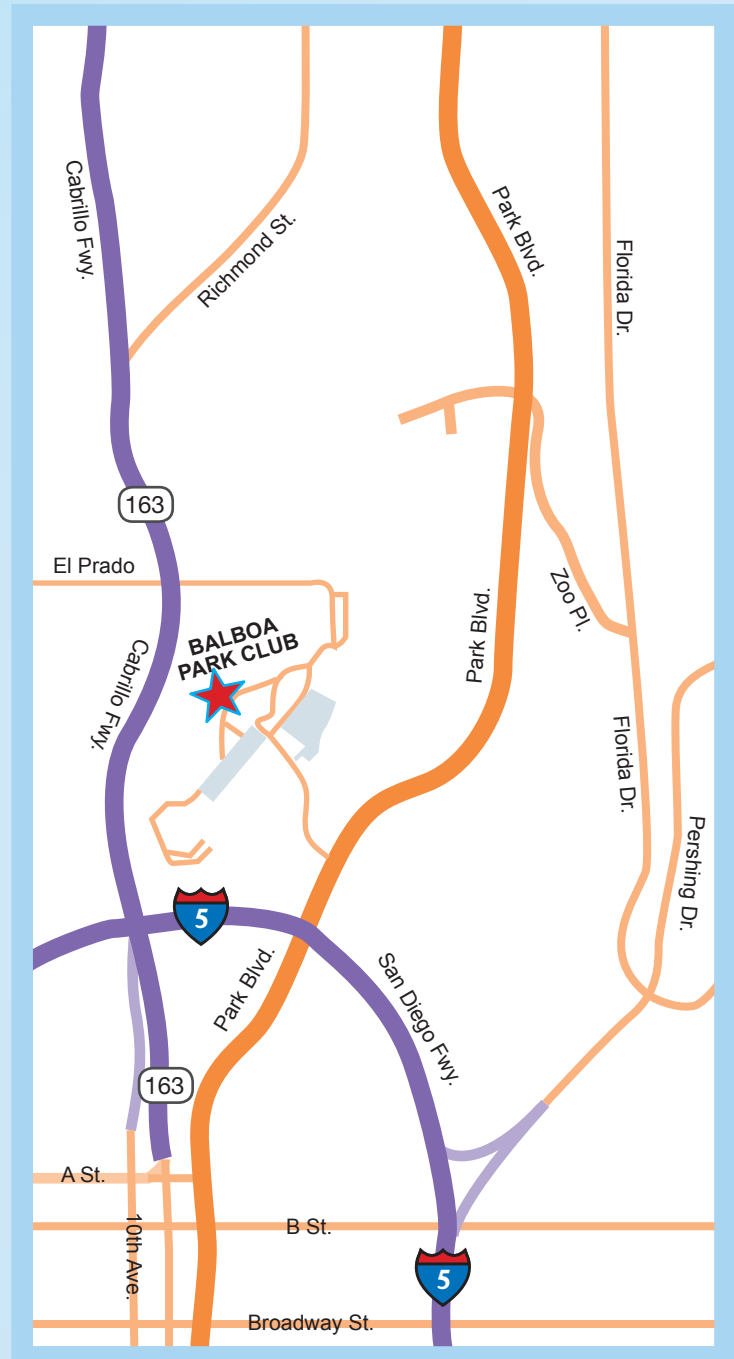 Cabrillo Fwy.
Richmond St.
Park Blvd.
Florida Dr.
163
El Prado
Zoo Pl.
Park Blvd.
BALBOA
PARK CLUB
Cabrillo Fwy.
Florida Dr.
Pershing Dr.
5
Park Blvd.
San Diego Fwy.
163
A St.
10th Ave.
B St.
5
Broadway St.